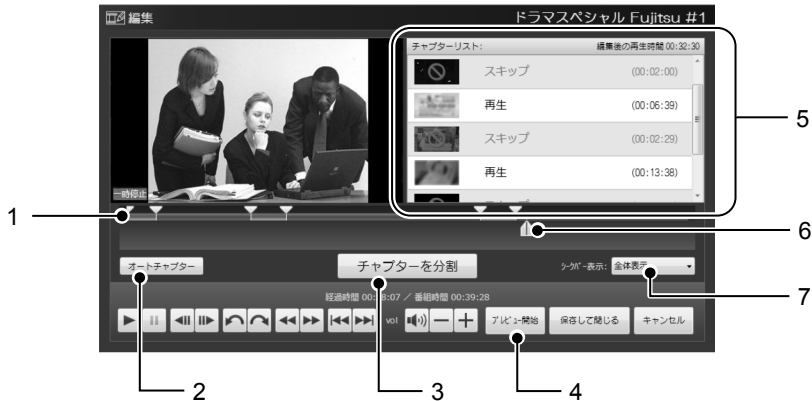 編集
ドラマスペシャル Fujitsu #1
チャプターリスト:
編集後の再生時間 00:32:30
スキップ (00:02:00)
再生 (00:06:39)
スキップ (00:02:29)
再生 (00:13:38)
5
一時停止
1
6
オートチャプター
チャプターを分割
シークバー表示: 全体表示
7
経過時間 00: 8:07 ／ 番組時間 00:39:28
vol
プレビュー開始
保存して閉じる
キャンセル
2
3
4